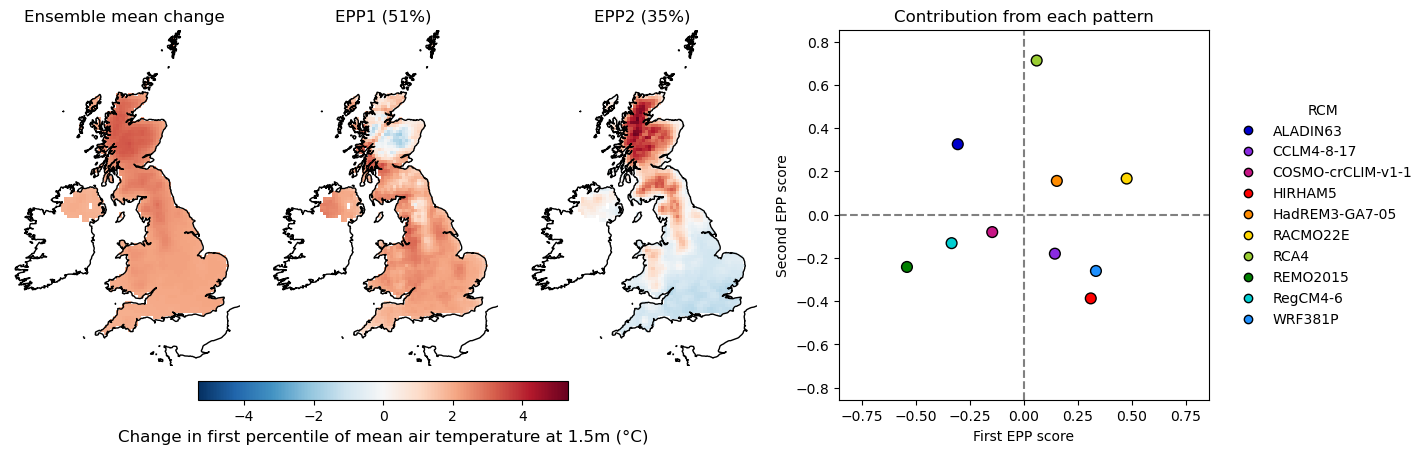 Ensemble mean change
EPP1 (51%)
EPP2 (35%)
Contribution from each pattern
−4
−2
0
2
4
Change in first percentile of mean air temperature at 1.5m (°C)
Second EPP score
0.8
0.6
0.4
0.2
0.0
−0.2
−0.4
−0.6
−0.8
−0.75
−0.50
−0.25
0.00
0.25
0.50
0.75
First EPP score
RCM
ALADIN63
CCLM4-8-17
COSMO-crCLIM-v1-1
HIRHAM5
HadREM3-GA7-05
RACMO22E
RCA4
REMO2015
RegCM4-6
WRF381P